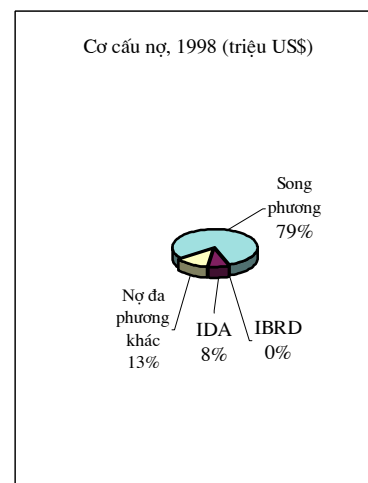 Cơ cấu nợ, 1998 (triệu US$)
Song
phương
79%
Nợ đa
phương
khác
13%
IDA
8%
IBRD
0%